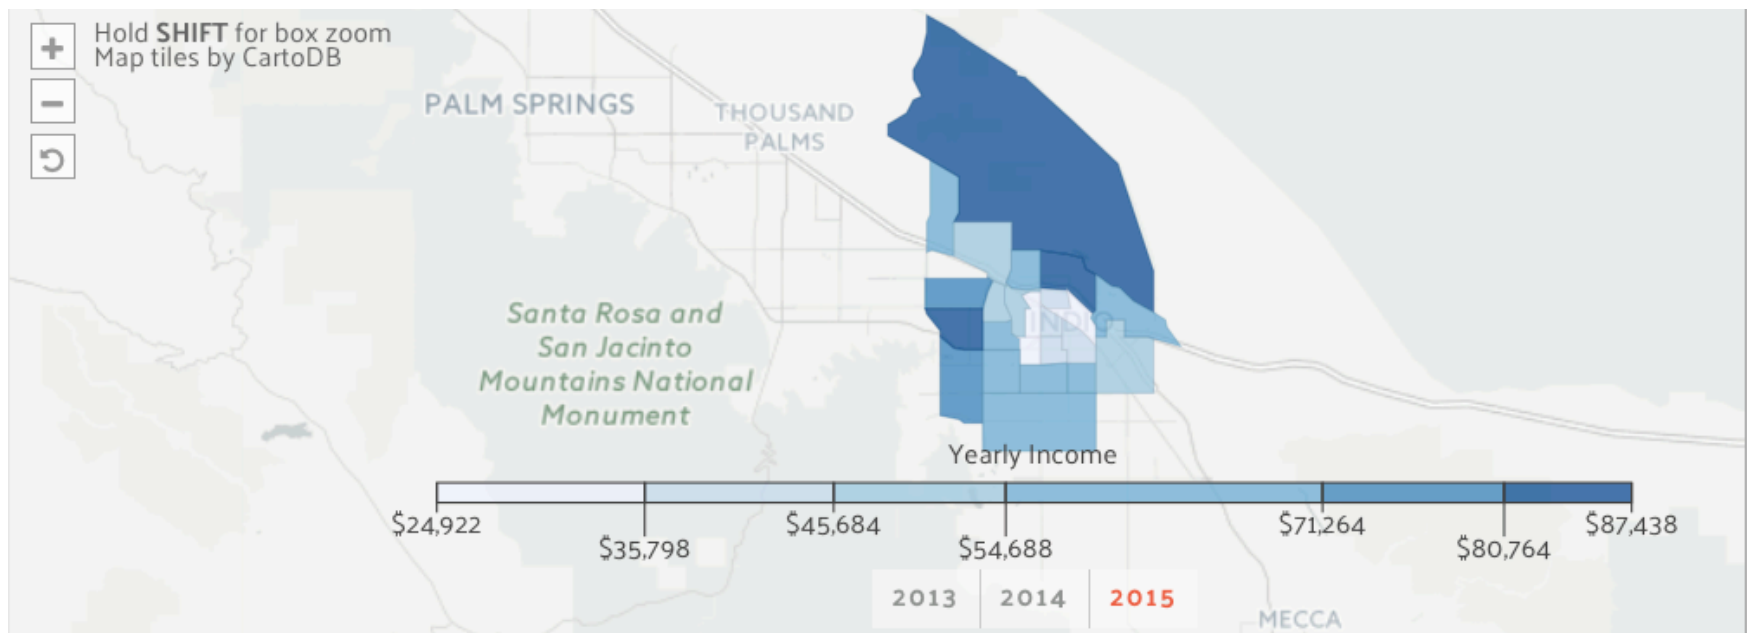 +
Hold SHIFT for box zoom
Map tiles by CartoDB
−
PALM SPRINGS
THOUSAND
PALMS
Santa Rosa and
San Jacinto
Mountains National
Monument
INDIO
Yearly Income
$24,922
$35,798
$45,684
$54,688
$71,264
$80,764
$87,438
2013
2014
2015
MECCA